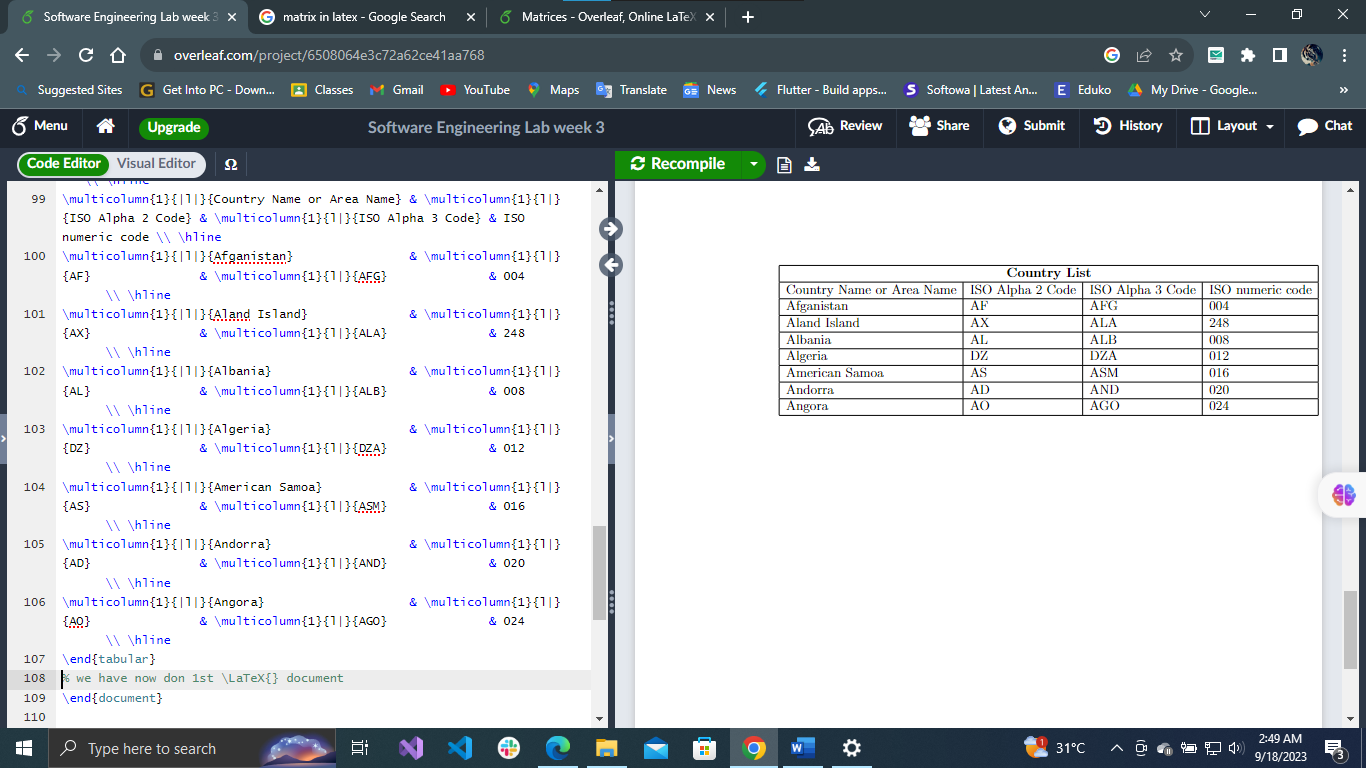 Software Engineering Lab week 3
matrix in latex - Google Search
Matrices - Overleaf, Online LaTeX
overleaf.com/project/6508064e3c72a62ce41aa768
Suggested Sites Get Into PC - Down... Classes Gmail YouTube Maps Translate News Flutter - Build apps... Softowa | Latest An... Eduko My Drive - Google... »
Menu Upgrade Software Engineering Lab week 3 Review Share Submit History Layout Chat
Code Editor Visual Editor Ω Recompile
\\ \hline
99 \multicolumn{1}{|l|}{Country Name or Area Name} & \multicolumn{1}{l|}
{ISO Alpha 2 Code} & \multicolumn{1}{l|}{ISO Alpha 3 Code} & ISO
numeric code \\ \hline
100 \multicolumn{1}{|l|}{Afganistan} & \multicolumn{1}{l|}
{AF} & \multicolumn{1}{l|}{AFG} & 004
\\ \hline
101 \multicolumn{1}{|l|}{Aland Island} & \multicolumn{1}{l|}
{AX} & \multicolumn{1}{l|}{ALA} & 248
\\ \hline
102 \multicolumn{1}{|l|}{Albania} & \multicolumn{1}{l|}
{AL} & \multicolumn{1}{l|}{ALB} & 008
\\ \hline
103 \multicolumn{1}{|l|}{Algeria} & \multicolumn{1}{l|}
{DZ} & \multicolumn{1}{l|}{DZA} & 012
\\ \hline
104 \multicolumn{1}{|l|}{American Samoa} & \multicolumn{1}{l|}
{AS} & \multicolumn{1}{l|}{ASM} & 016
\\ \hline
105 \multicolumn{1}{|l|}{Andorra} & \multicolumn{1}{l|}
{AD} & \multicolumn{1}{l|}{AND} & 020
\\ \hline
106 \multicolumn{1}{|l|}{Angora} & \multicolumn{1}{l|}
{AO} & \multicolumn{1}{l|}{AGO} & 024
\\ \hline
107 \end{tabular}
108 % we have now don 1st \LaTeX{} document
109 \end{document}
110
Country List
Country Name or Area Name ISO Alpha 2 Code ISO Alpha 3 Code ISO numeric code
Afganistan AF AFG 004
Aland Island AX ALA 248
Albania AL ALB 008
Algeria DZ DZA 012
American Samoa AS ASM 016
Andorra AD AND 020
Angora AO AGO 024
Type here to search
1
31°C
2:49 AM
9/18/2023
3